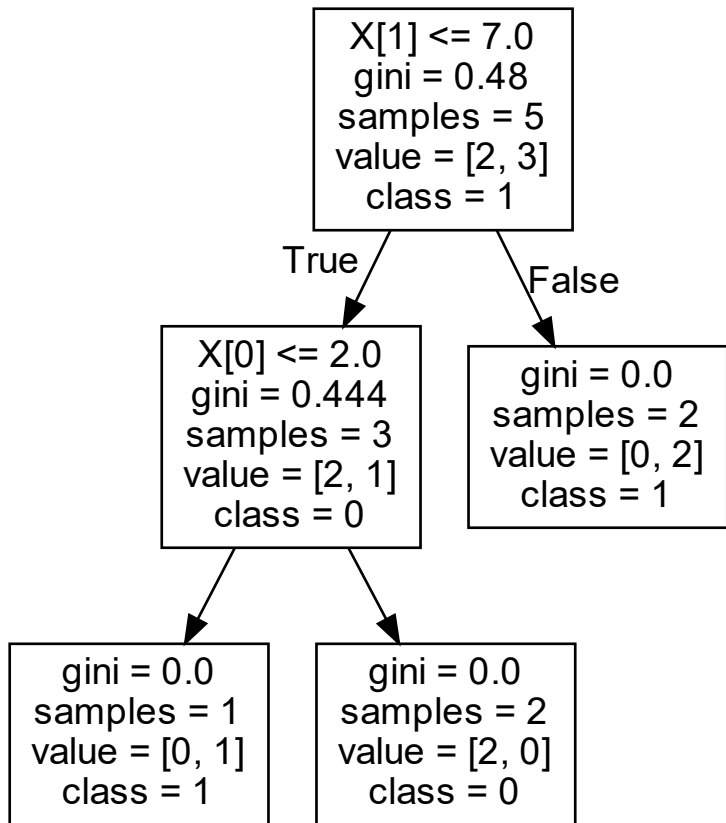 X[1] <= 7.0
gini = 0.48
samples = 5
value = [2, 3]
class = 1
True
False
X[0] <= 2.0
gini = 0.444
samples = 3
value = [2, 1]
class = 0
gini = 0.0
samples = 2
value = [0, 2]
class = 1
gini = 0.0
samples = 1
value = [0, 1]
class = 1
gini = 0.0
samples = 2
value = [2, 0]
class = 0